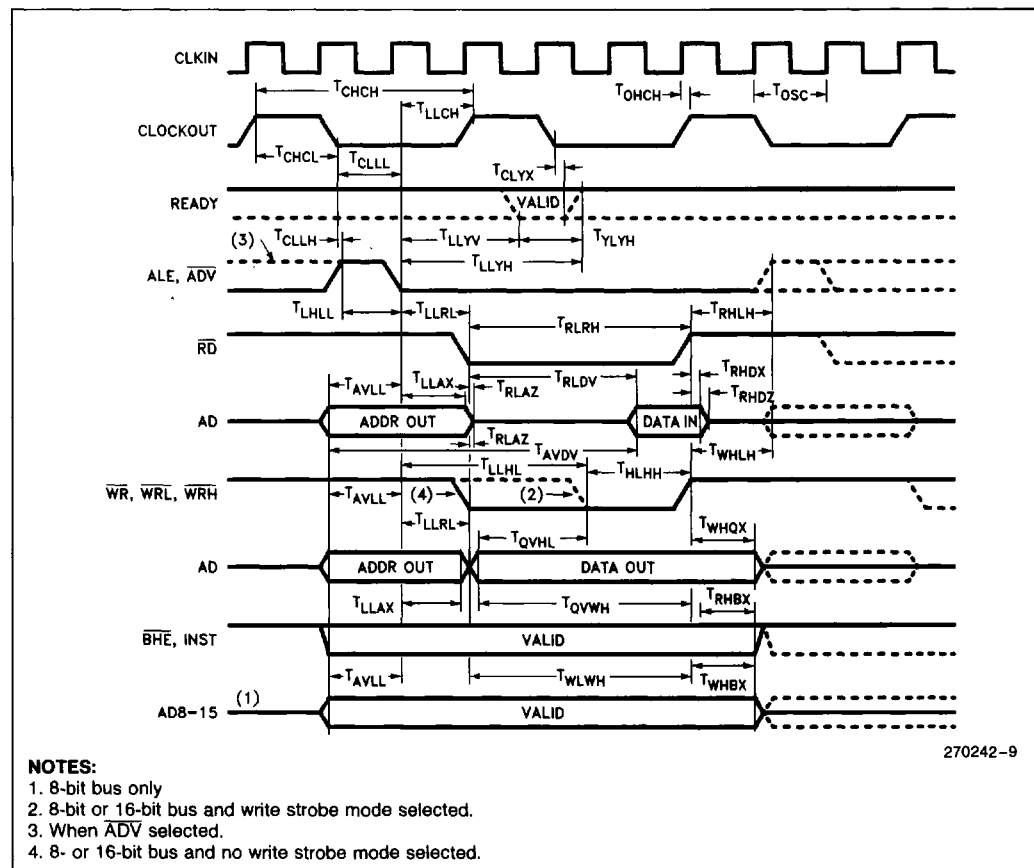 CLKIN
T_CHCH
T_LLCH
T_OHCH
T_OSC
CLOCKOUT
T_CHCL
T_CLLL
T_CLYX
READY
VALID
T_CLLH
T_LLYV
T_YLYH
(3)
T_LLYH
ALE, ADV
T_LHLL
T_LLRL
T_RLRH
T_RHLH
RD
T_AVLL
T_LLAX
T_RLAZ
T_RLDV
T_RHDX
T_RHDZ
AD
ADDR OUT
DATA IN
T_RLAZ
T_AVDV
T_WHLH
T_LLHL
T_HLHH
WR, WRL, WRH
T_AVLL
(4)
(2)
T_LLRL
T_QVHL
T_WHQX
AD
ADDR OUT
DATA OUT
T_LLAX
T_QVWH
T_RHBX
BHE, INST
VALID
T_AVLL
T_WLWH
T_WHBX
(1)
AD8-15
VALID
270242-9
NOTES:
1. 8-bit bus only
2. 8-bit or 16-bit bus and write strobe mode selected.
3. When ADV selected.
4. 8- or 16-bit bus and no write strobe mode selected.